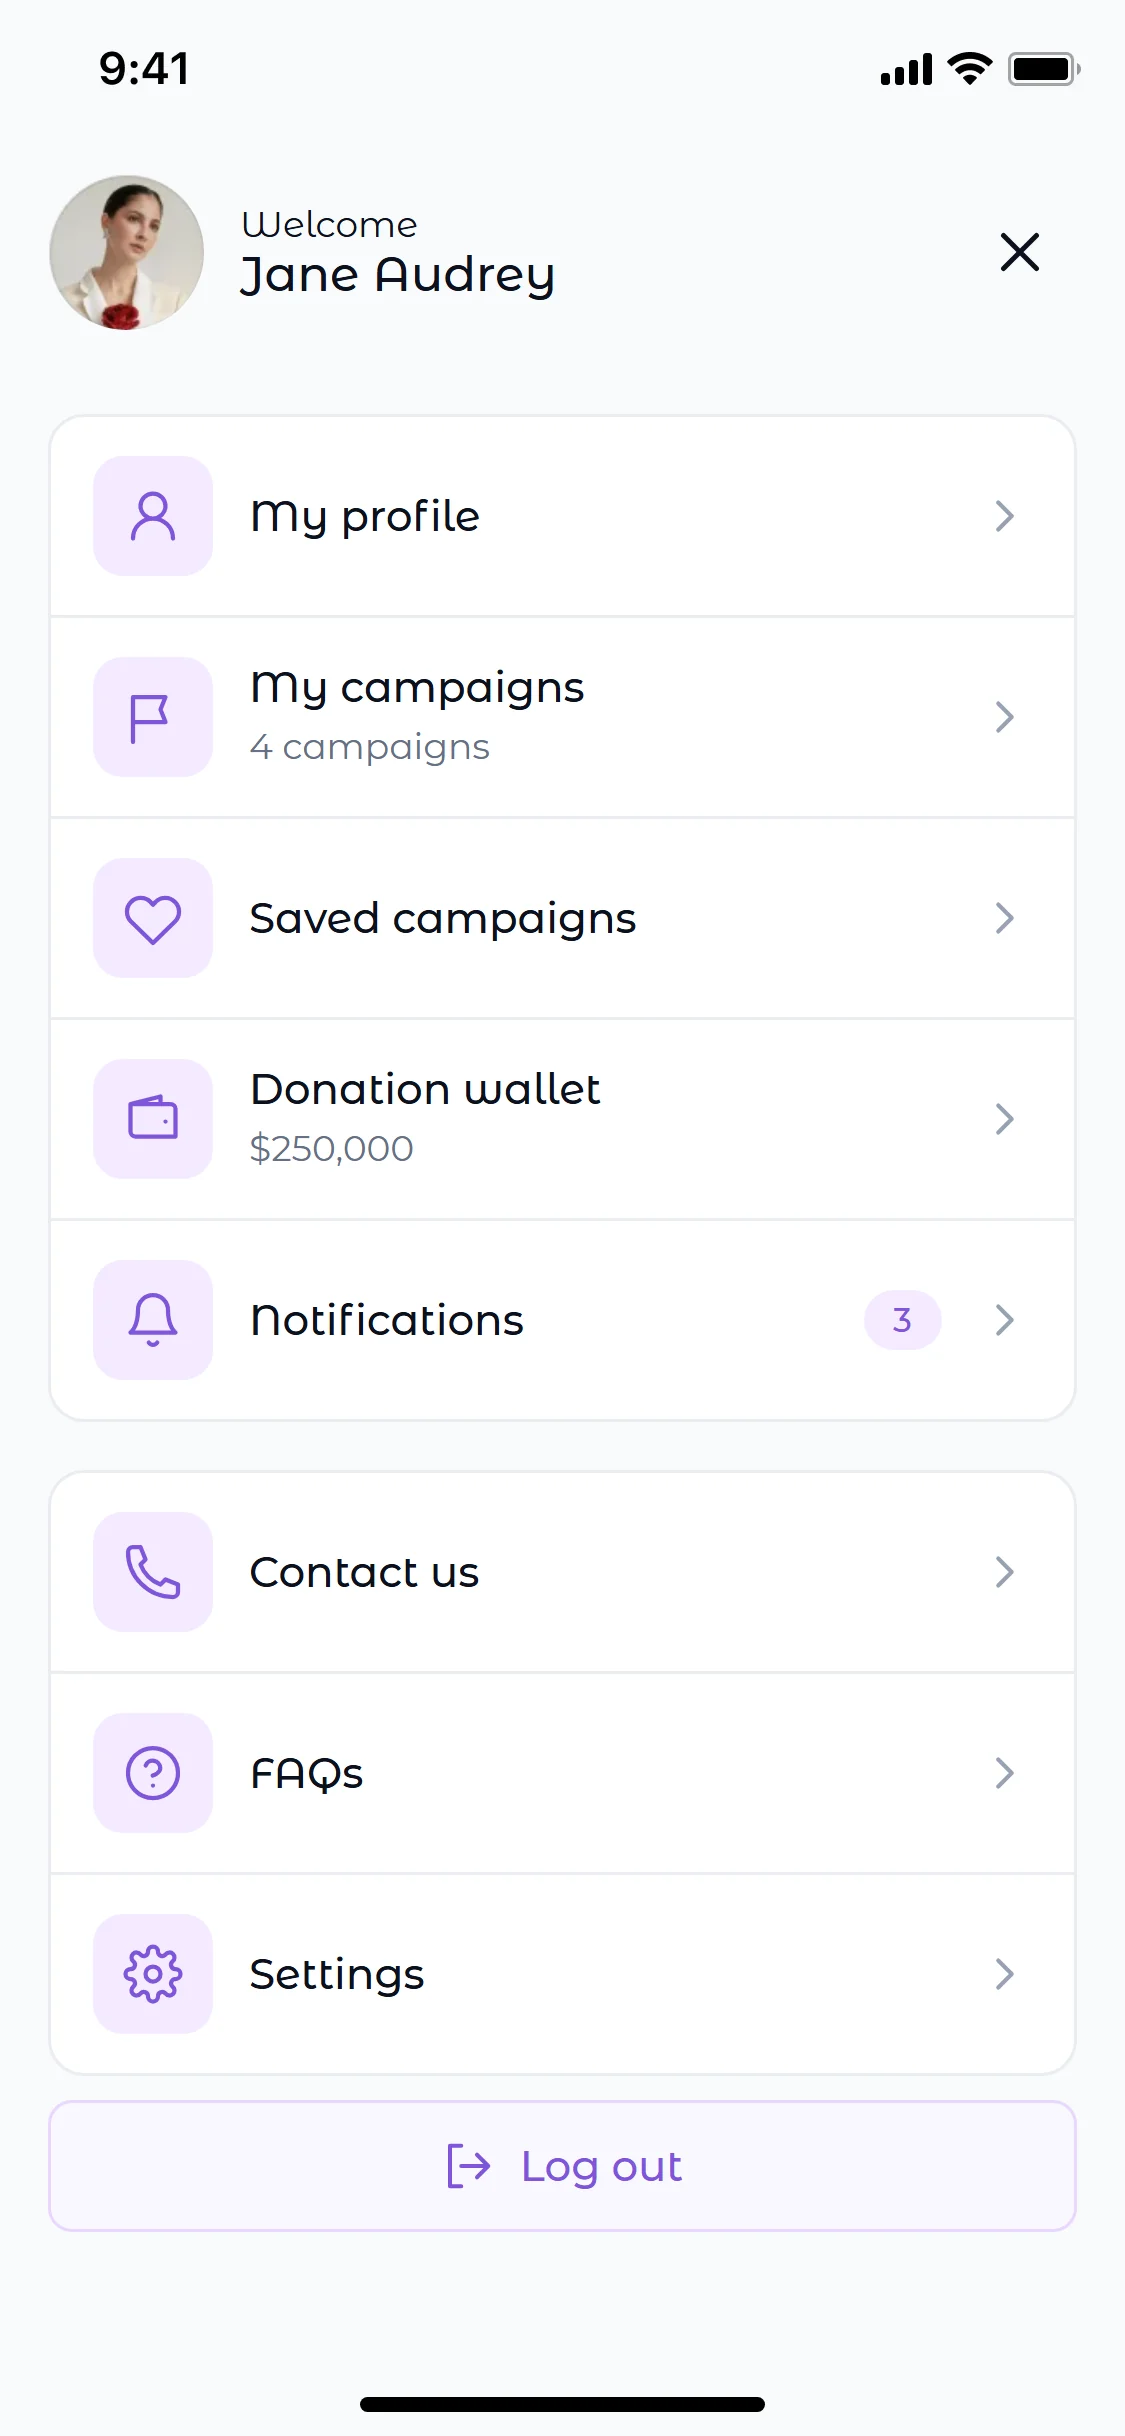 9:41
Welcome
Jane Audrey
My profile
My campaigns
4 campaigns
Saved campaigns
Donation wallet
$250,000
Notifications
3
Contact us
FAQs
Settings
Log out